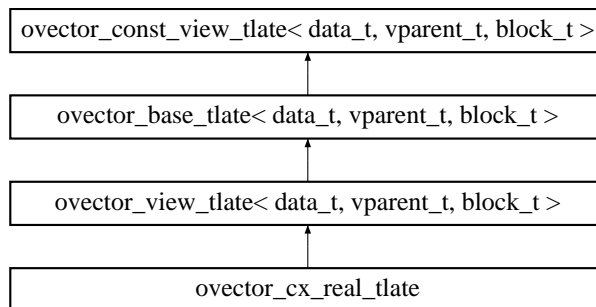 ovector_const_view_tlate< data_t, vparent_t, block_t >
ovector_base_tlate< data_t, vparent_t, block_t >
ovector_view_tlate< data_t, vparent_t, block_t >
ovector_cx_real_tlate